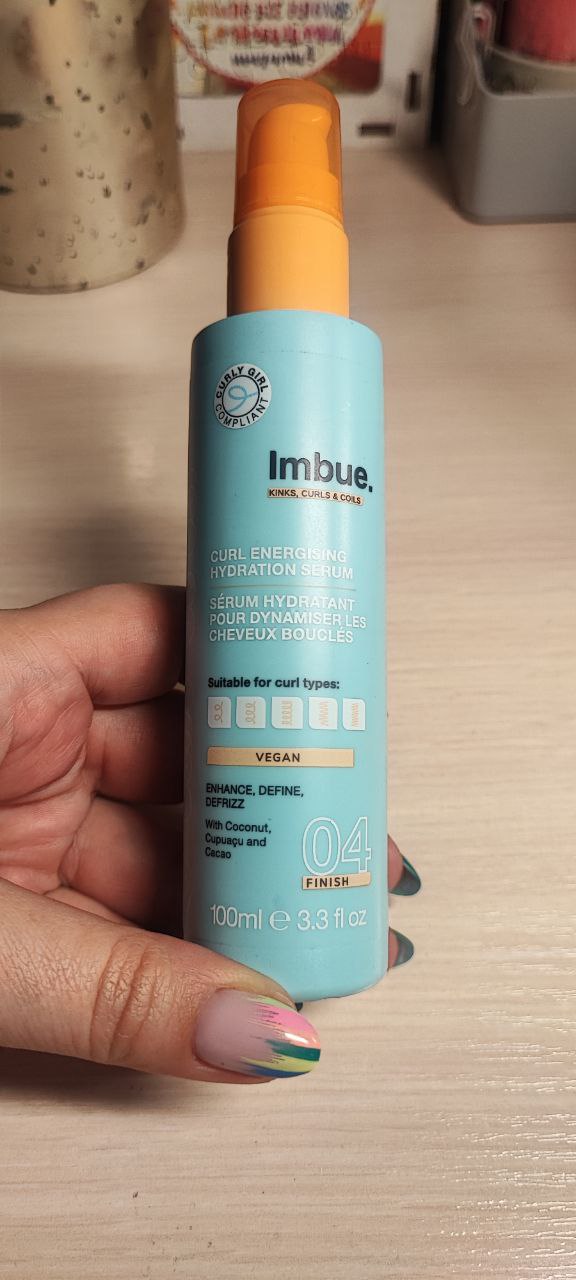 CURLY GIRL
COMPLIANT
Imbue.
KINKS, CURLS & COILS
CURL ENERGISING
HYDRATION SERUM
SÉRUM HYDRATANT
POUR DYNAMISER LES
CHEVEUX BOUCLÉS
Suitable for curl types:
VEGAN
ENHANCE, DEFINE,
DEFRIZZ
With Coconut,
Cupuaçu and
Cacao
04
FINISH
100ml ℮ 3.3 fl oz